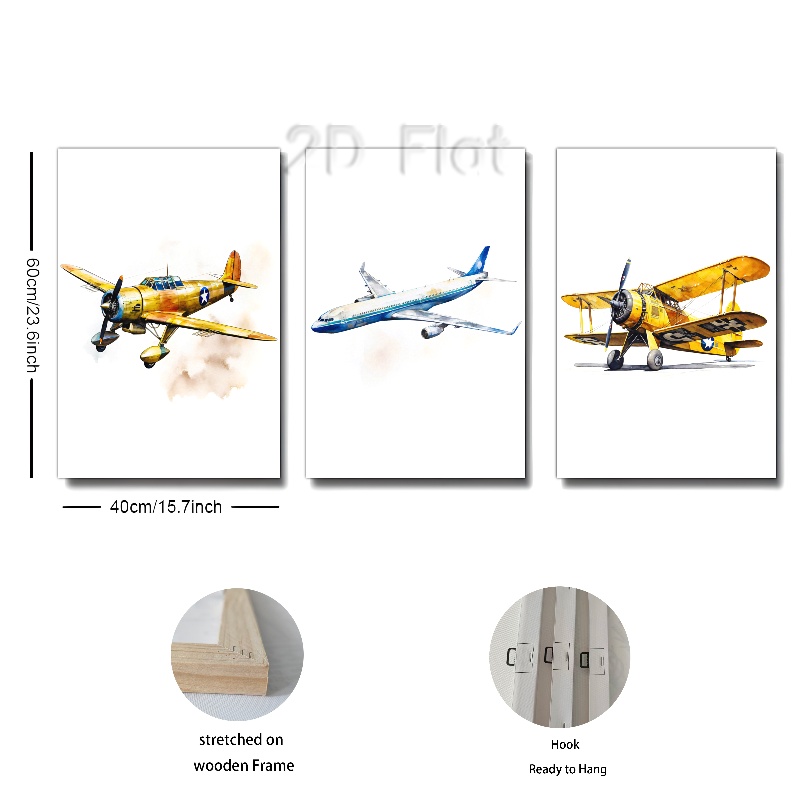 2D Flat
60cm/23.6inch
40cm/15.7inch
stretched on
wooden Frame
Hook
Ready to Hang